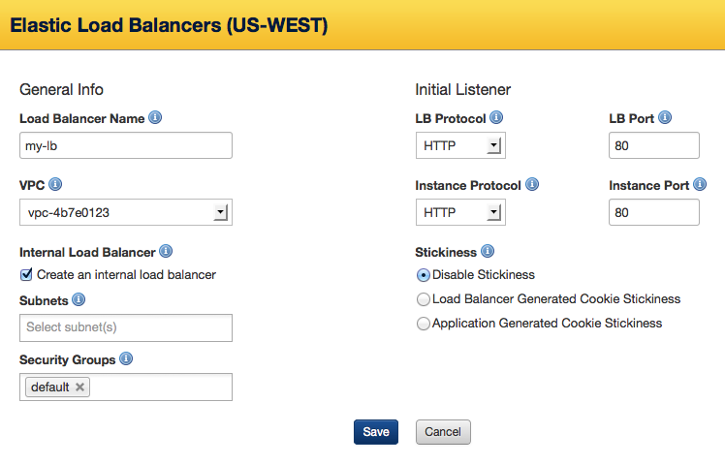 Elastic Load Balancers (US-WEST)
General Info
Load Balancer Name
my-lb
VPC
vpc-4b7e0123
Internal Load Balancer
Create an internal load balancer
Subnets
Select subnet(s)
Security Groups
default
Initial Listener
LB Protocol LB Port
HTTP 80
Instance Protocol Instance Port
HTTP 80
Stickiness
Disable Stickiness
Load Balancer Generated Cookie Stickiness
Application Generated Cookie Stickiness
Save Cancel